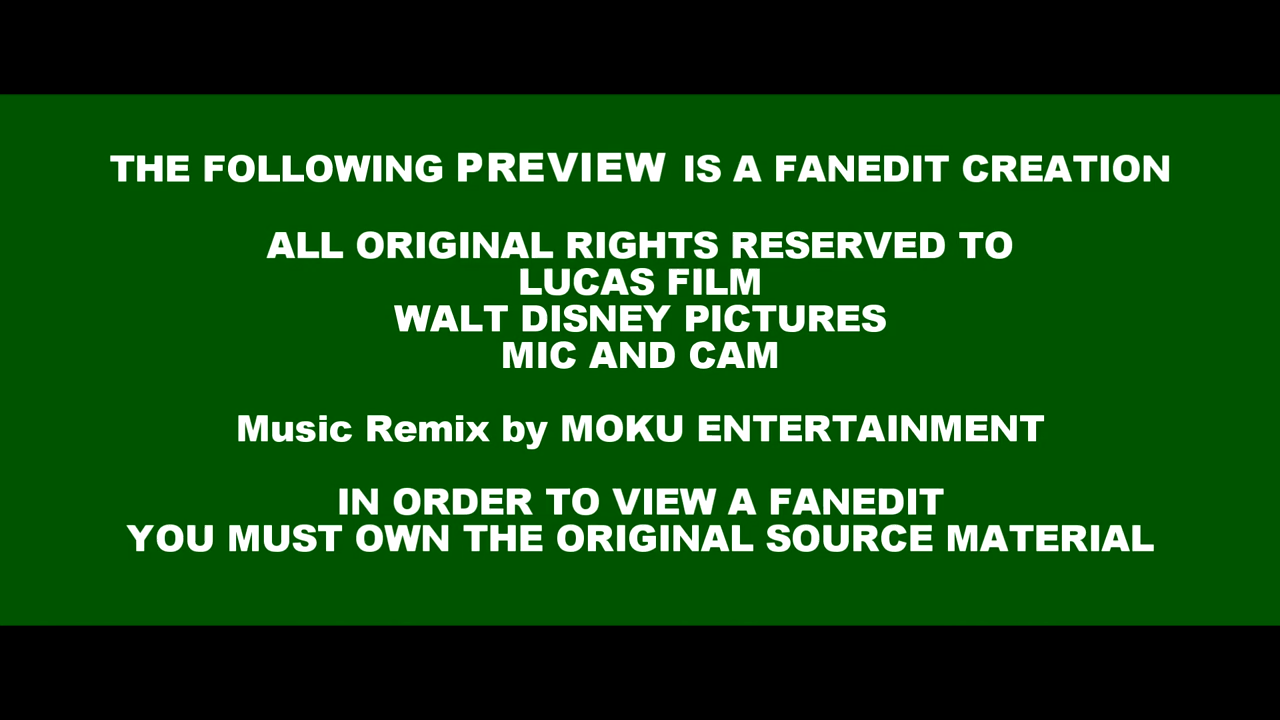 THE FOLLOWING PREVIEW IS A FANEDIT CREATION
ALL ORIGINAL RIGHTS RESERVED TO
LUCAS FILM
WALT DISNEY PICTURES
MIC AND CAM
Music Remix by MOKU ENTERTAINMENT
IN ORDER TO VIEW A FANEDIT
YOU MUST OWN THE ORIGINAL SOURCE MATERIAL